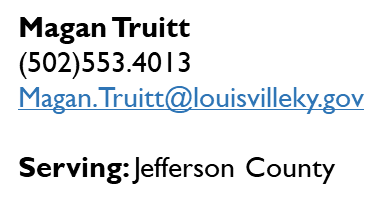 Magan Truitt
(502)553.4013
Magan.Truitt@louisvilleky.gov
Serving: Jefferson County